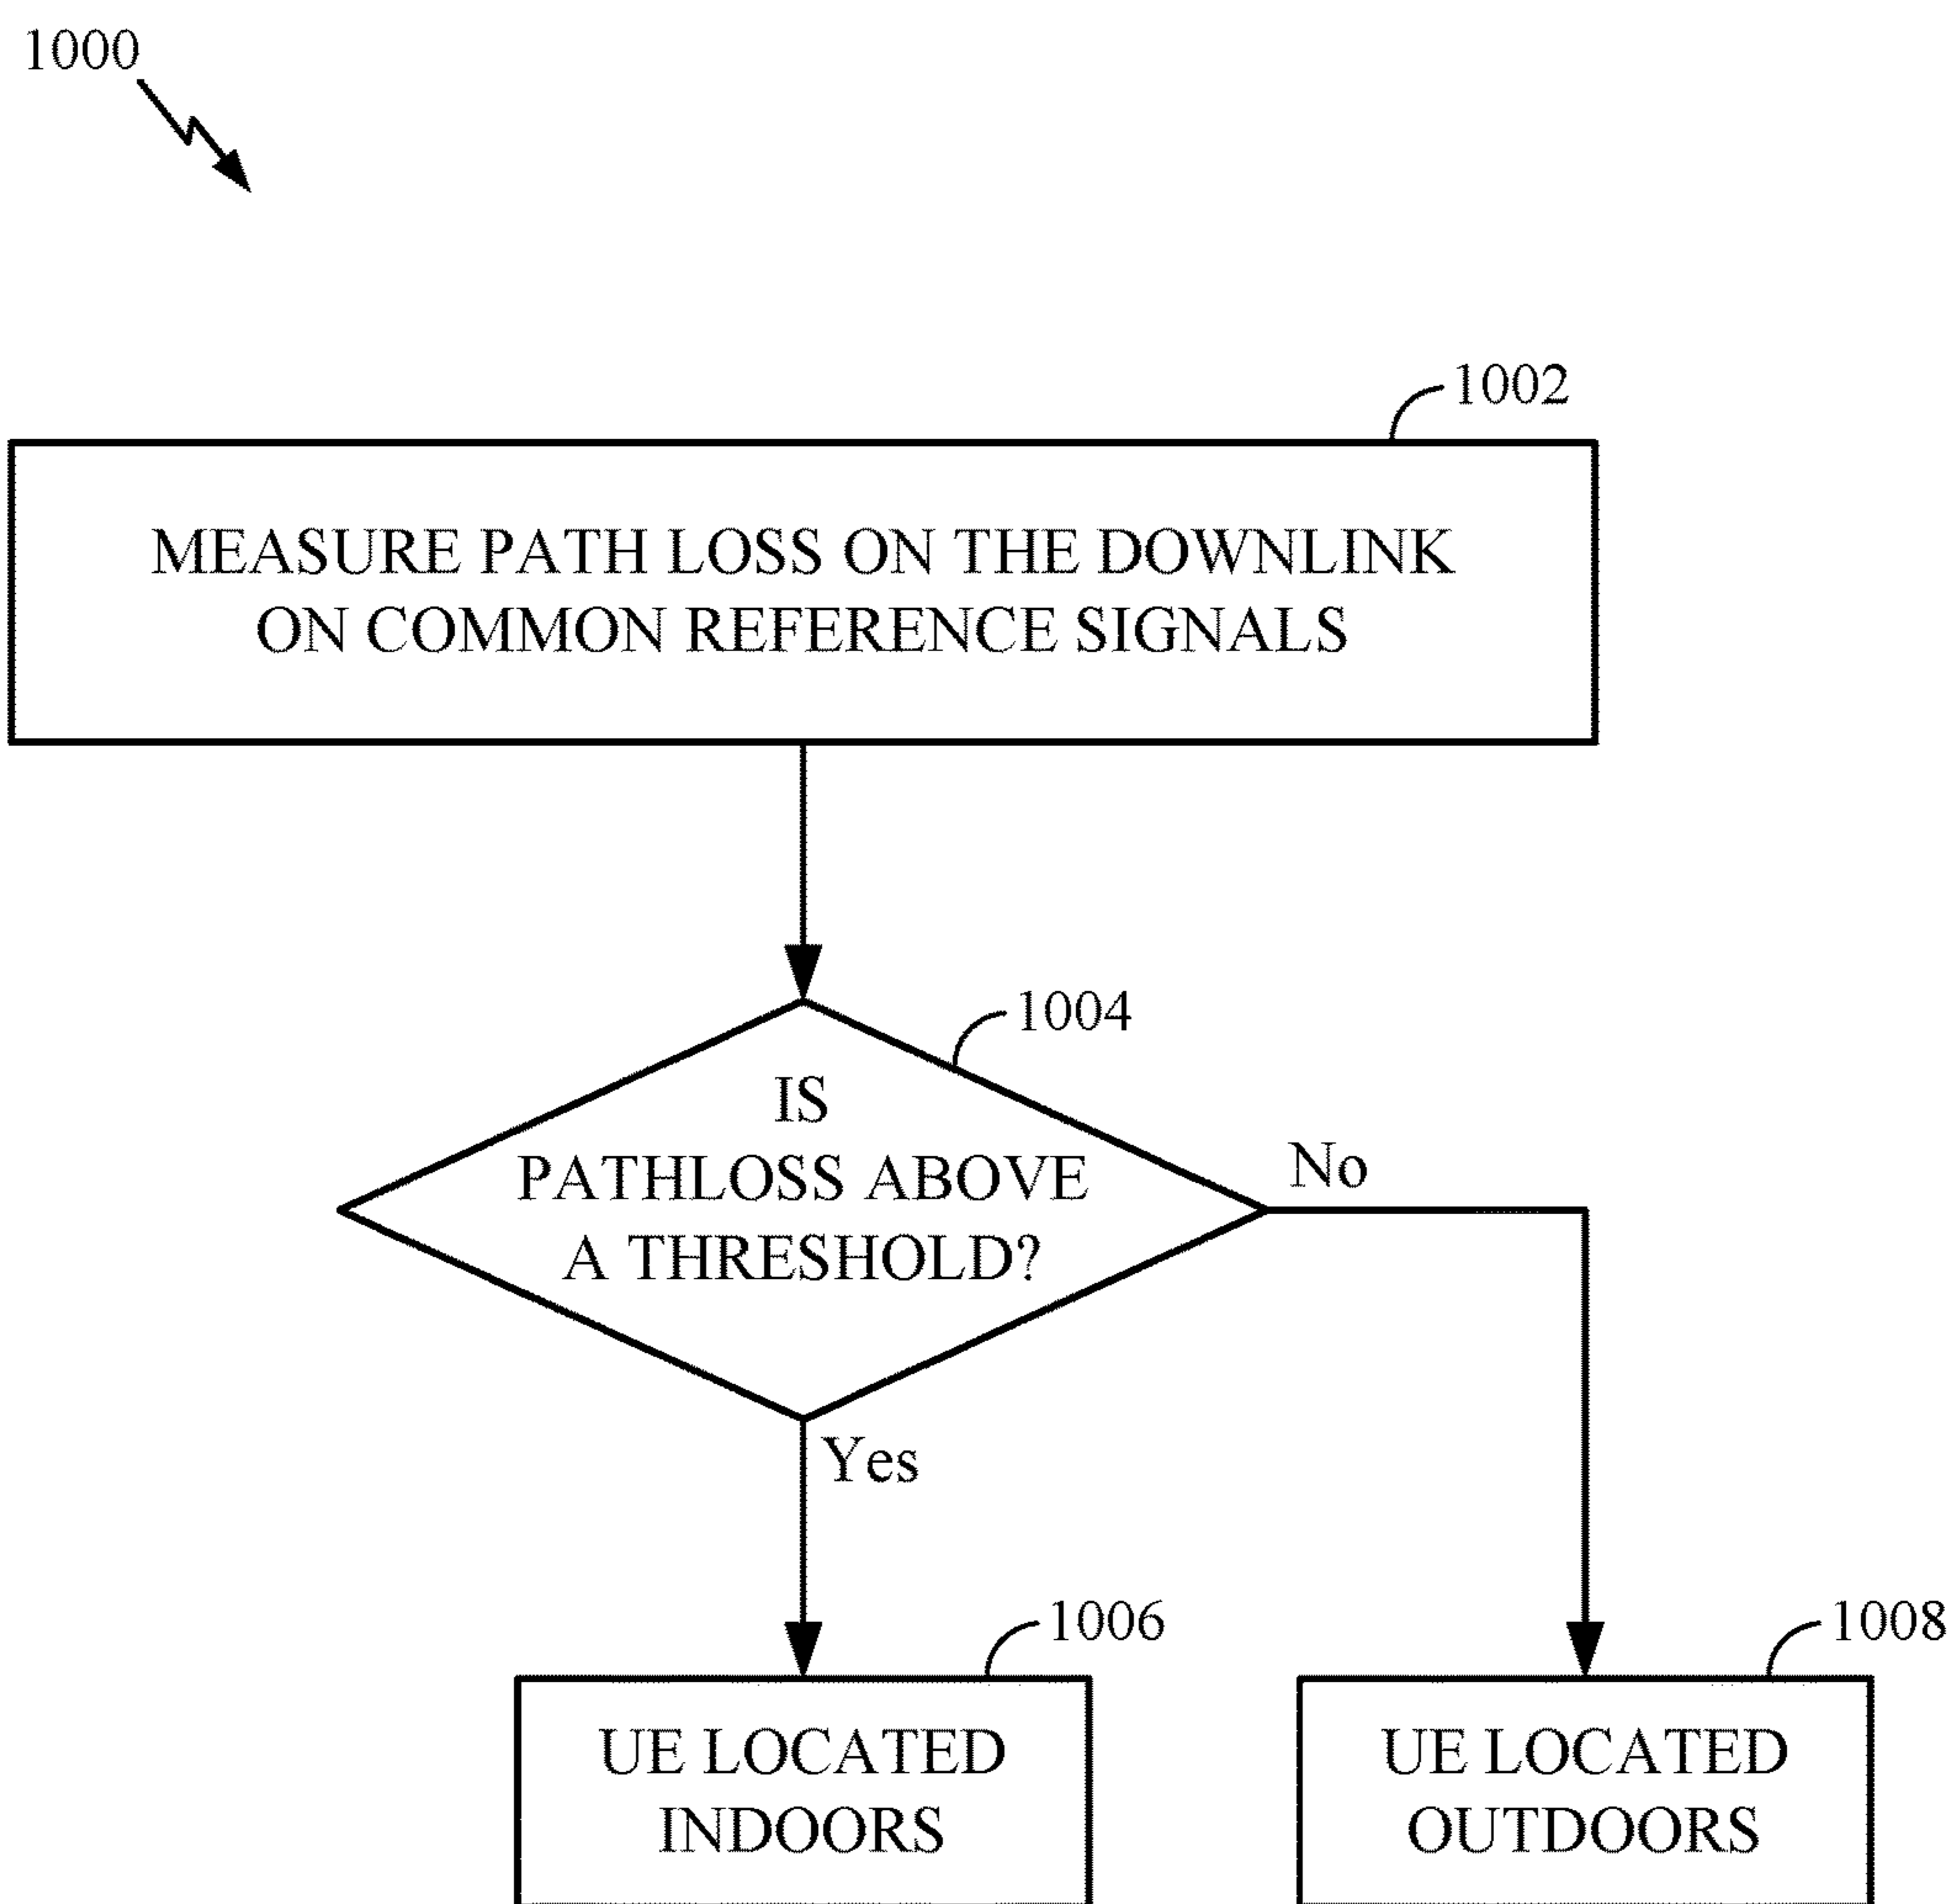 1000
1002
MEASURE PATH LOSS ON THE DOWNLINK
ON COMMON REFERENCE SIGNALS
1004
IS
PATHLOSS ABOVE
A THRESHOLD?
No
Yes
1006
1008
UE LOCATED
INDOORS
UE LOCATED
OUTDOORS